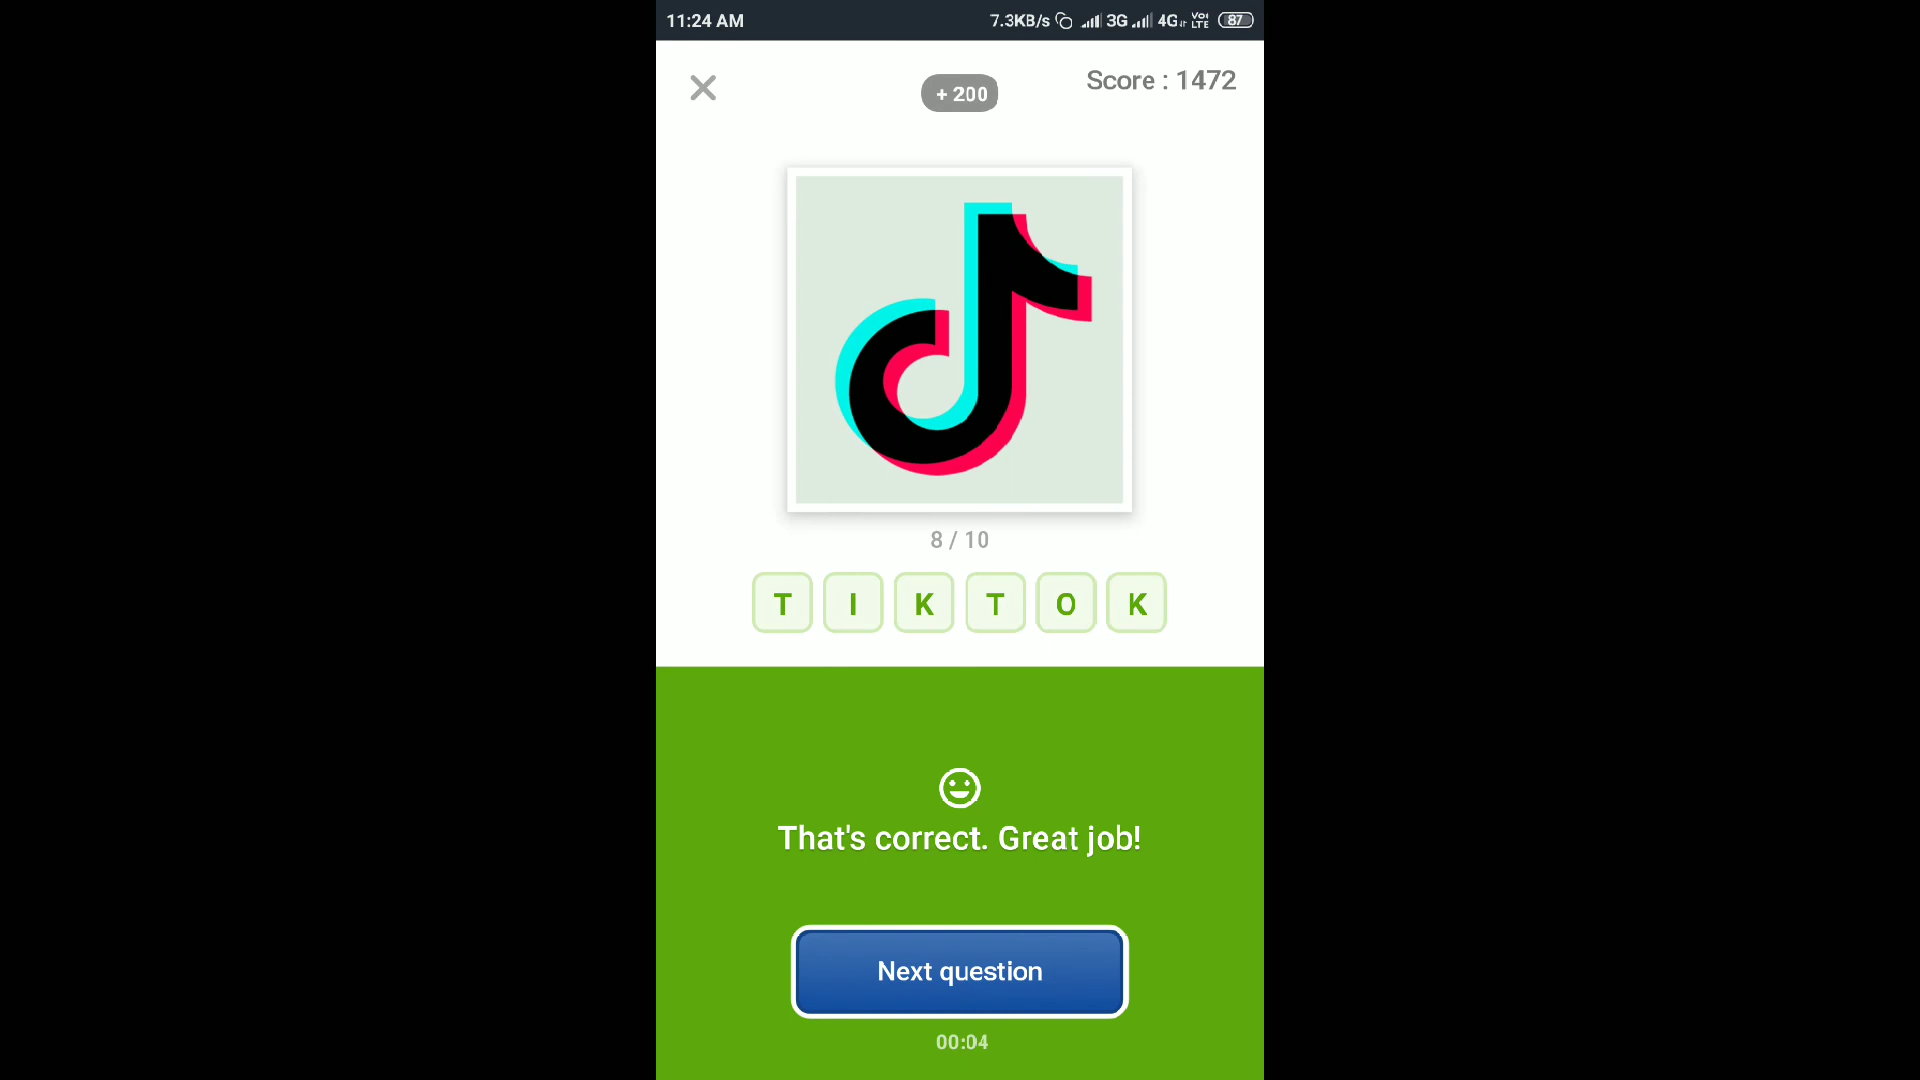 11:24 AM 7.3KB/s 3G 4G VoLTE 87
Score : 1472
+ 200
8 / 10
T I K T O K
That's correct. Great job!
Next question
00:04